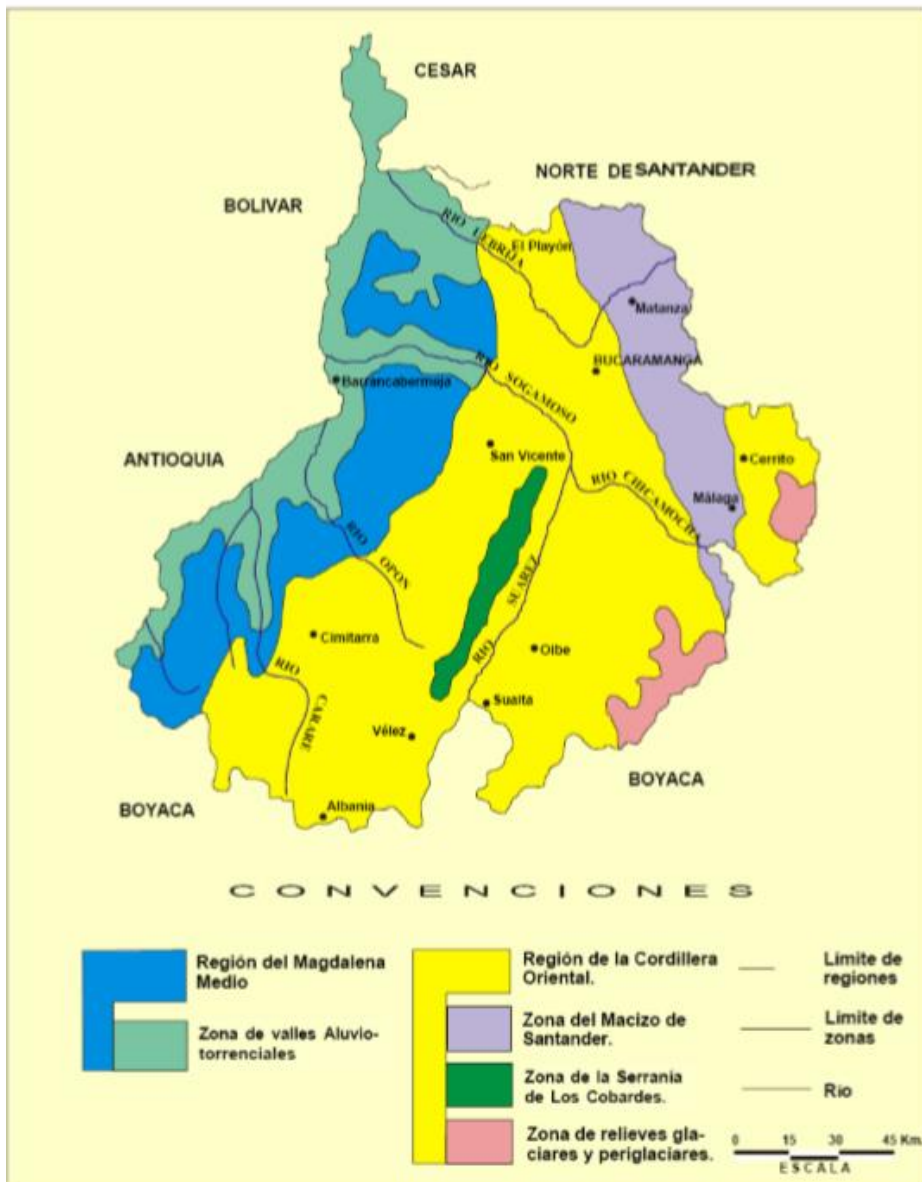 CESAR
NORTE DE SANTANDER
BOLIVAR
RIO LEBRIJA
El Playón
Matanza
BUCARAMANGA
RIO SOGAMOSO
Barrancabermeja
ANTIOQUIA
San Vicente
Cerrito
RIO CHICAMOCHA
Málaga
RIO OPON
RIO SUAREZ
Cimitarra
Oibe
RIO CARARE
Suaita
Vélez
BOYACA
BOYACA
Albania
CONVENCIONES
Región del Magdalena
Medio
Zona de valles Aluvio-
torrenciales
Región de la Cordillera
Oriental.
Zona del Macizo de
Santander.
Zona de la Serranía
de Los Cobardes.
Zona de relieves gla-
ciares y periglaciares.
Límite de
regiones
Límite de
zonas
Río
0 15 30 45 Km.
ESCALA